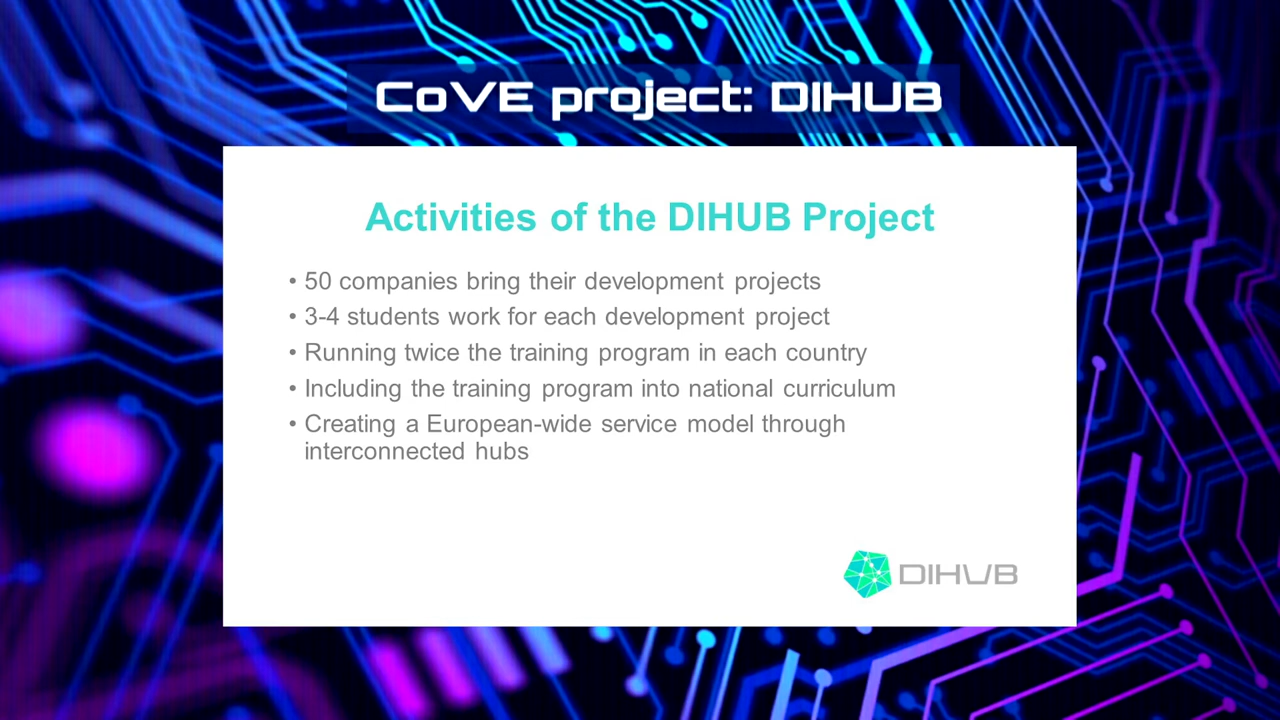 CoVE project: DIHUB
Activities of the DIHUB Project
• 50 companies bring their development projects
• 3-4 students work for each development project
• Running twice the training program in each country
• Including the training program into national curriculum
• Creating a European-wide service model through
interconnected hubs
DIHUB